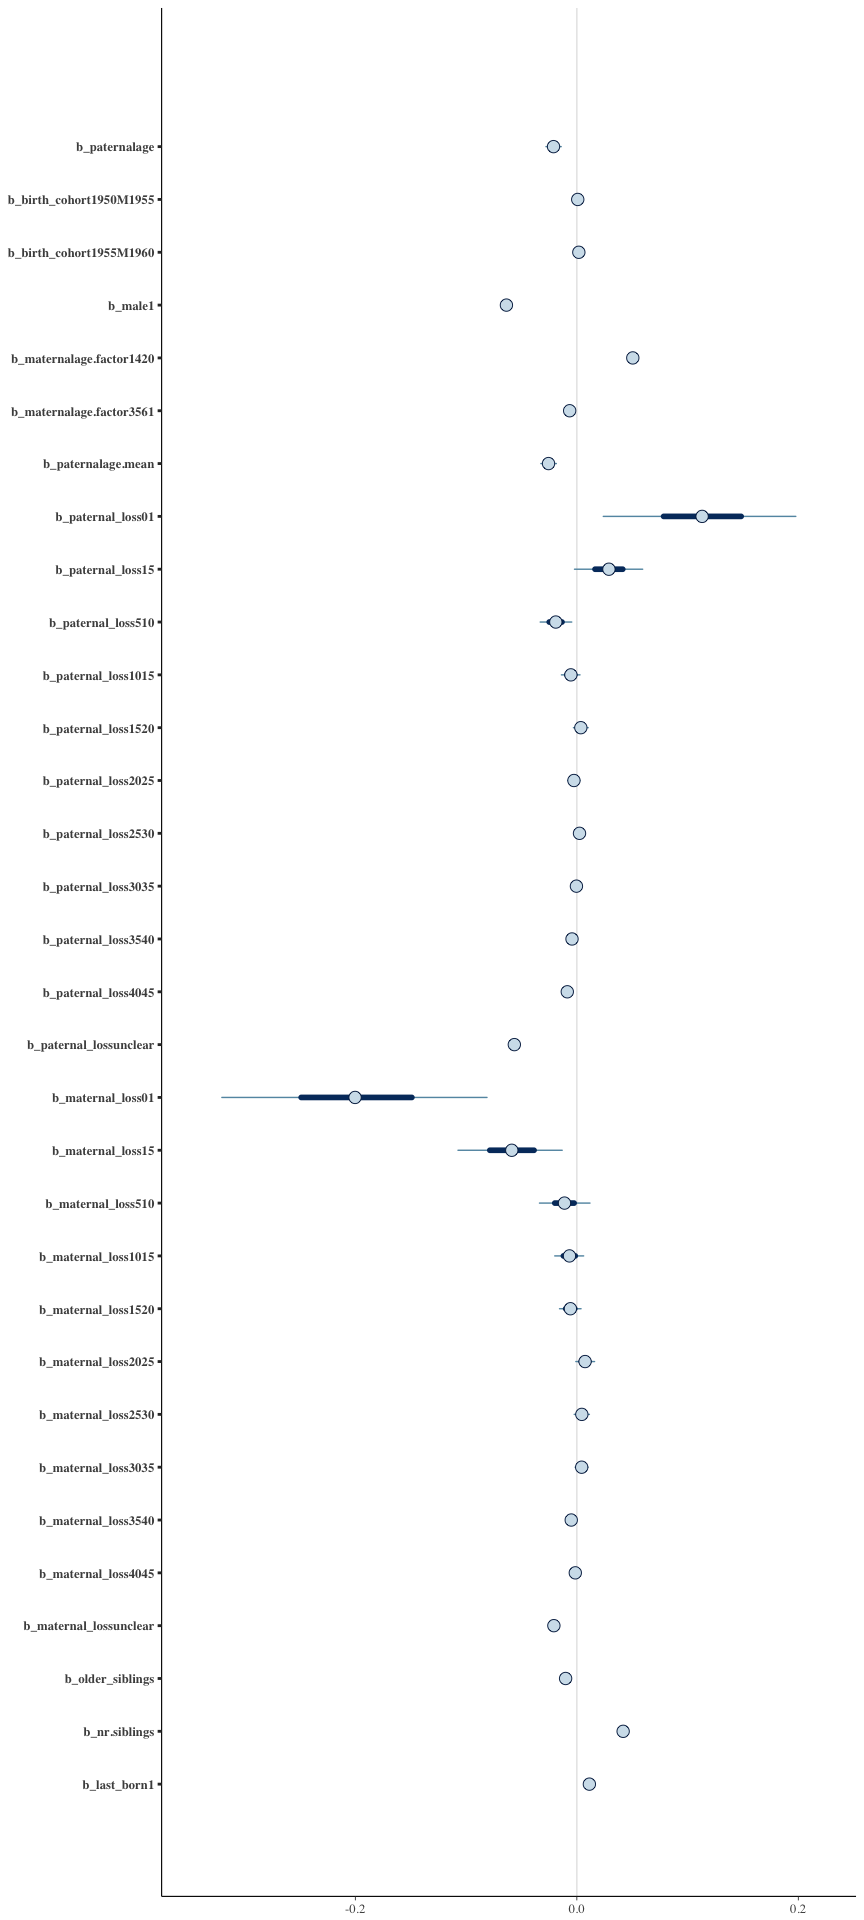 b_paternalage
b_birth_cohort1950M1955
b_birth_cohort1955M1960
b_male1
b_maternalage.factor1420
b_maternalage.factor3561
b_paternalage.mean
b_paternal_loss01
b_paternal_loss15
b_paternal_loss510
b_paternal_loss1015
b_paternal_loss1520
b_paternal_loss2025
b_paternal_loss2530
b_paternal_loss3035
b_paternal_loss3540
b_paternal_loss4045
b_paternal_lossunclear
b_maternal_loss01
b_maternal_loss15
b_maternal_loss510
b_maternal_loss1015
b_maternal_loss1520
b_maternal_loss2025
b_maternal_loss2530
b_maternal_loss3035
b_maternal_loss3540
b_maternal_loss4045
b_maternal_lossunclear
b_older_siblings
b_nr.siblings
b_last_born1
-0.2 0.0 0.2